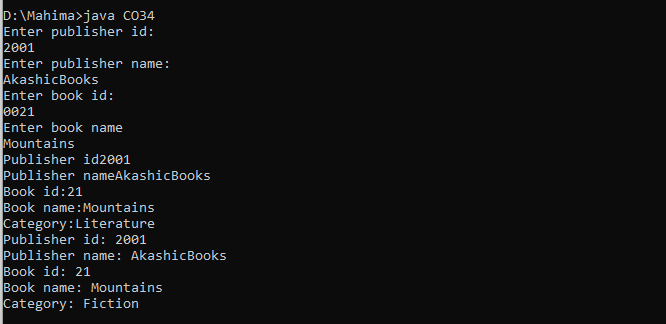 D:\Mahima>java CO34
Enter publisher id:
2001
Enter publisher name:
AkashicBooks
Enter book id:
0021
Enter book name
Mountains
Publisher id2001
Publisher nameAkashicBooks
Book id:21
Book name:Mountains
Category:Literature
Publisher id: 2001
Publisher name: AkashicBooks
Book id: 21
Book name: Mountains
Category: Fiction